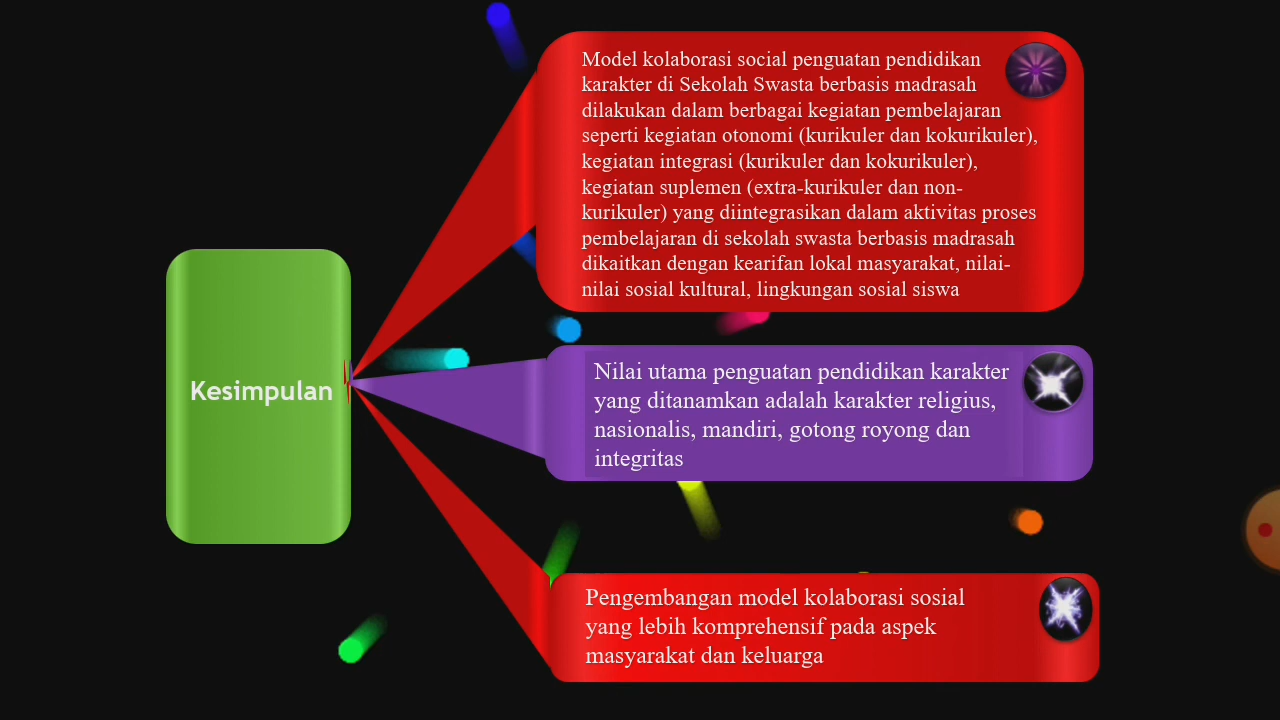 Kesimpulan
Model kolaborasi social penguatan pendidikan
karakter di Sekolah Swasta berbasis madrasah
dilakukan dalam berbagai kegiatan pembelajaran
seperti kegiatan otonomi (kurikuler dan kokurikuler),
kegiatan integrasi (kurikuler dan kokurikuler),
kegiatan suplemen (extra-kurikuler dan non-
kurikuler) yang diintegrasikan dalam aktivitas proses
pembelajaran di sekolah swasta berbasis madrasah
dikaitkan dengan kearifan lokal masyarakat, nilai-
nilai sosial kultural, lingkungan sosial siswa
Nilai utama penguatan pendidikan karakter
yang ditanamkan adalah karakter religius,
nasionalis, mandiri, gotong royong dan
integritas
Pengembangan model kolaborasi sosial
yang lebih komprehensif pada aspek
masyarakat dan keluarga